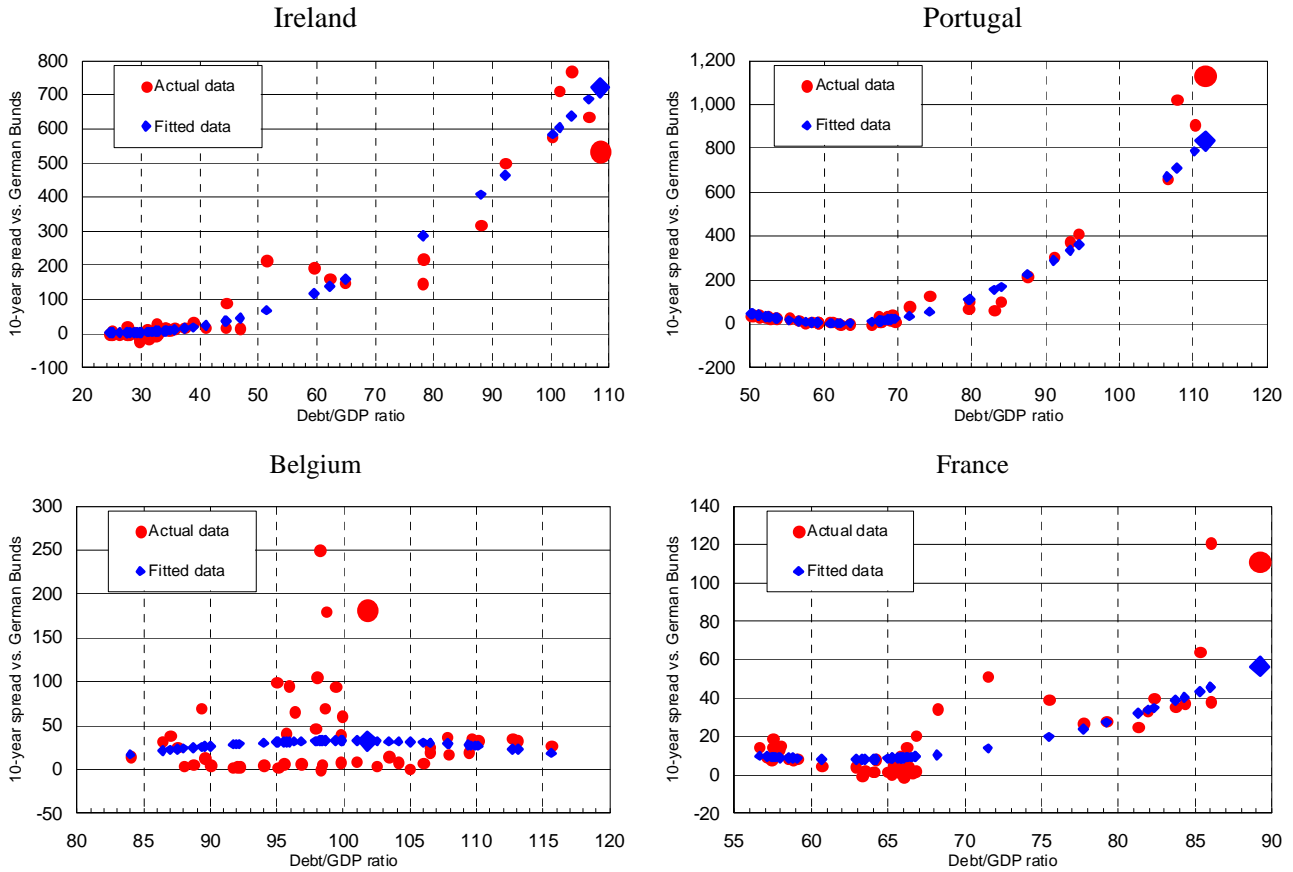 Ireland
10-year spread vs. German Bunds
800
700
600
500
400
300
200
100
0
-100
Actual data
Fitted data
20 30 40 50 60 70 80 90 100 110
Debt/GDP ratio
Portugal
10-year spread vs. German Bunds
1,200
1,000
800
600
400
200
0
-200
Actual data
Fitted data
50 60 70 80 90 100 110 120
Debt/GDP ratio
Belgium
10-year spread vs. German Bunds
300
250
200
150
100
50
0
-50
Actual data
Fitted data
80 85 90 95 100 105 110 115 120
Debt/GDP ratio
France
10-year spread vs. German Bunds
140
120
100
80
60
40
20
0
-20
Actual data
Fitted data
55 60 65 70 75 80 85 90
Debt/GDP ratio